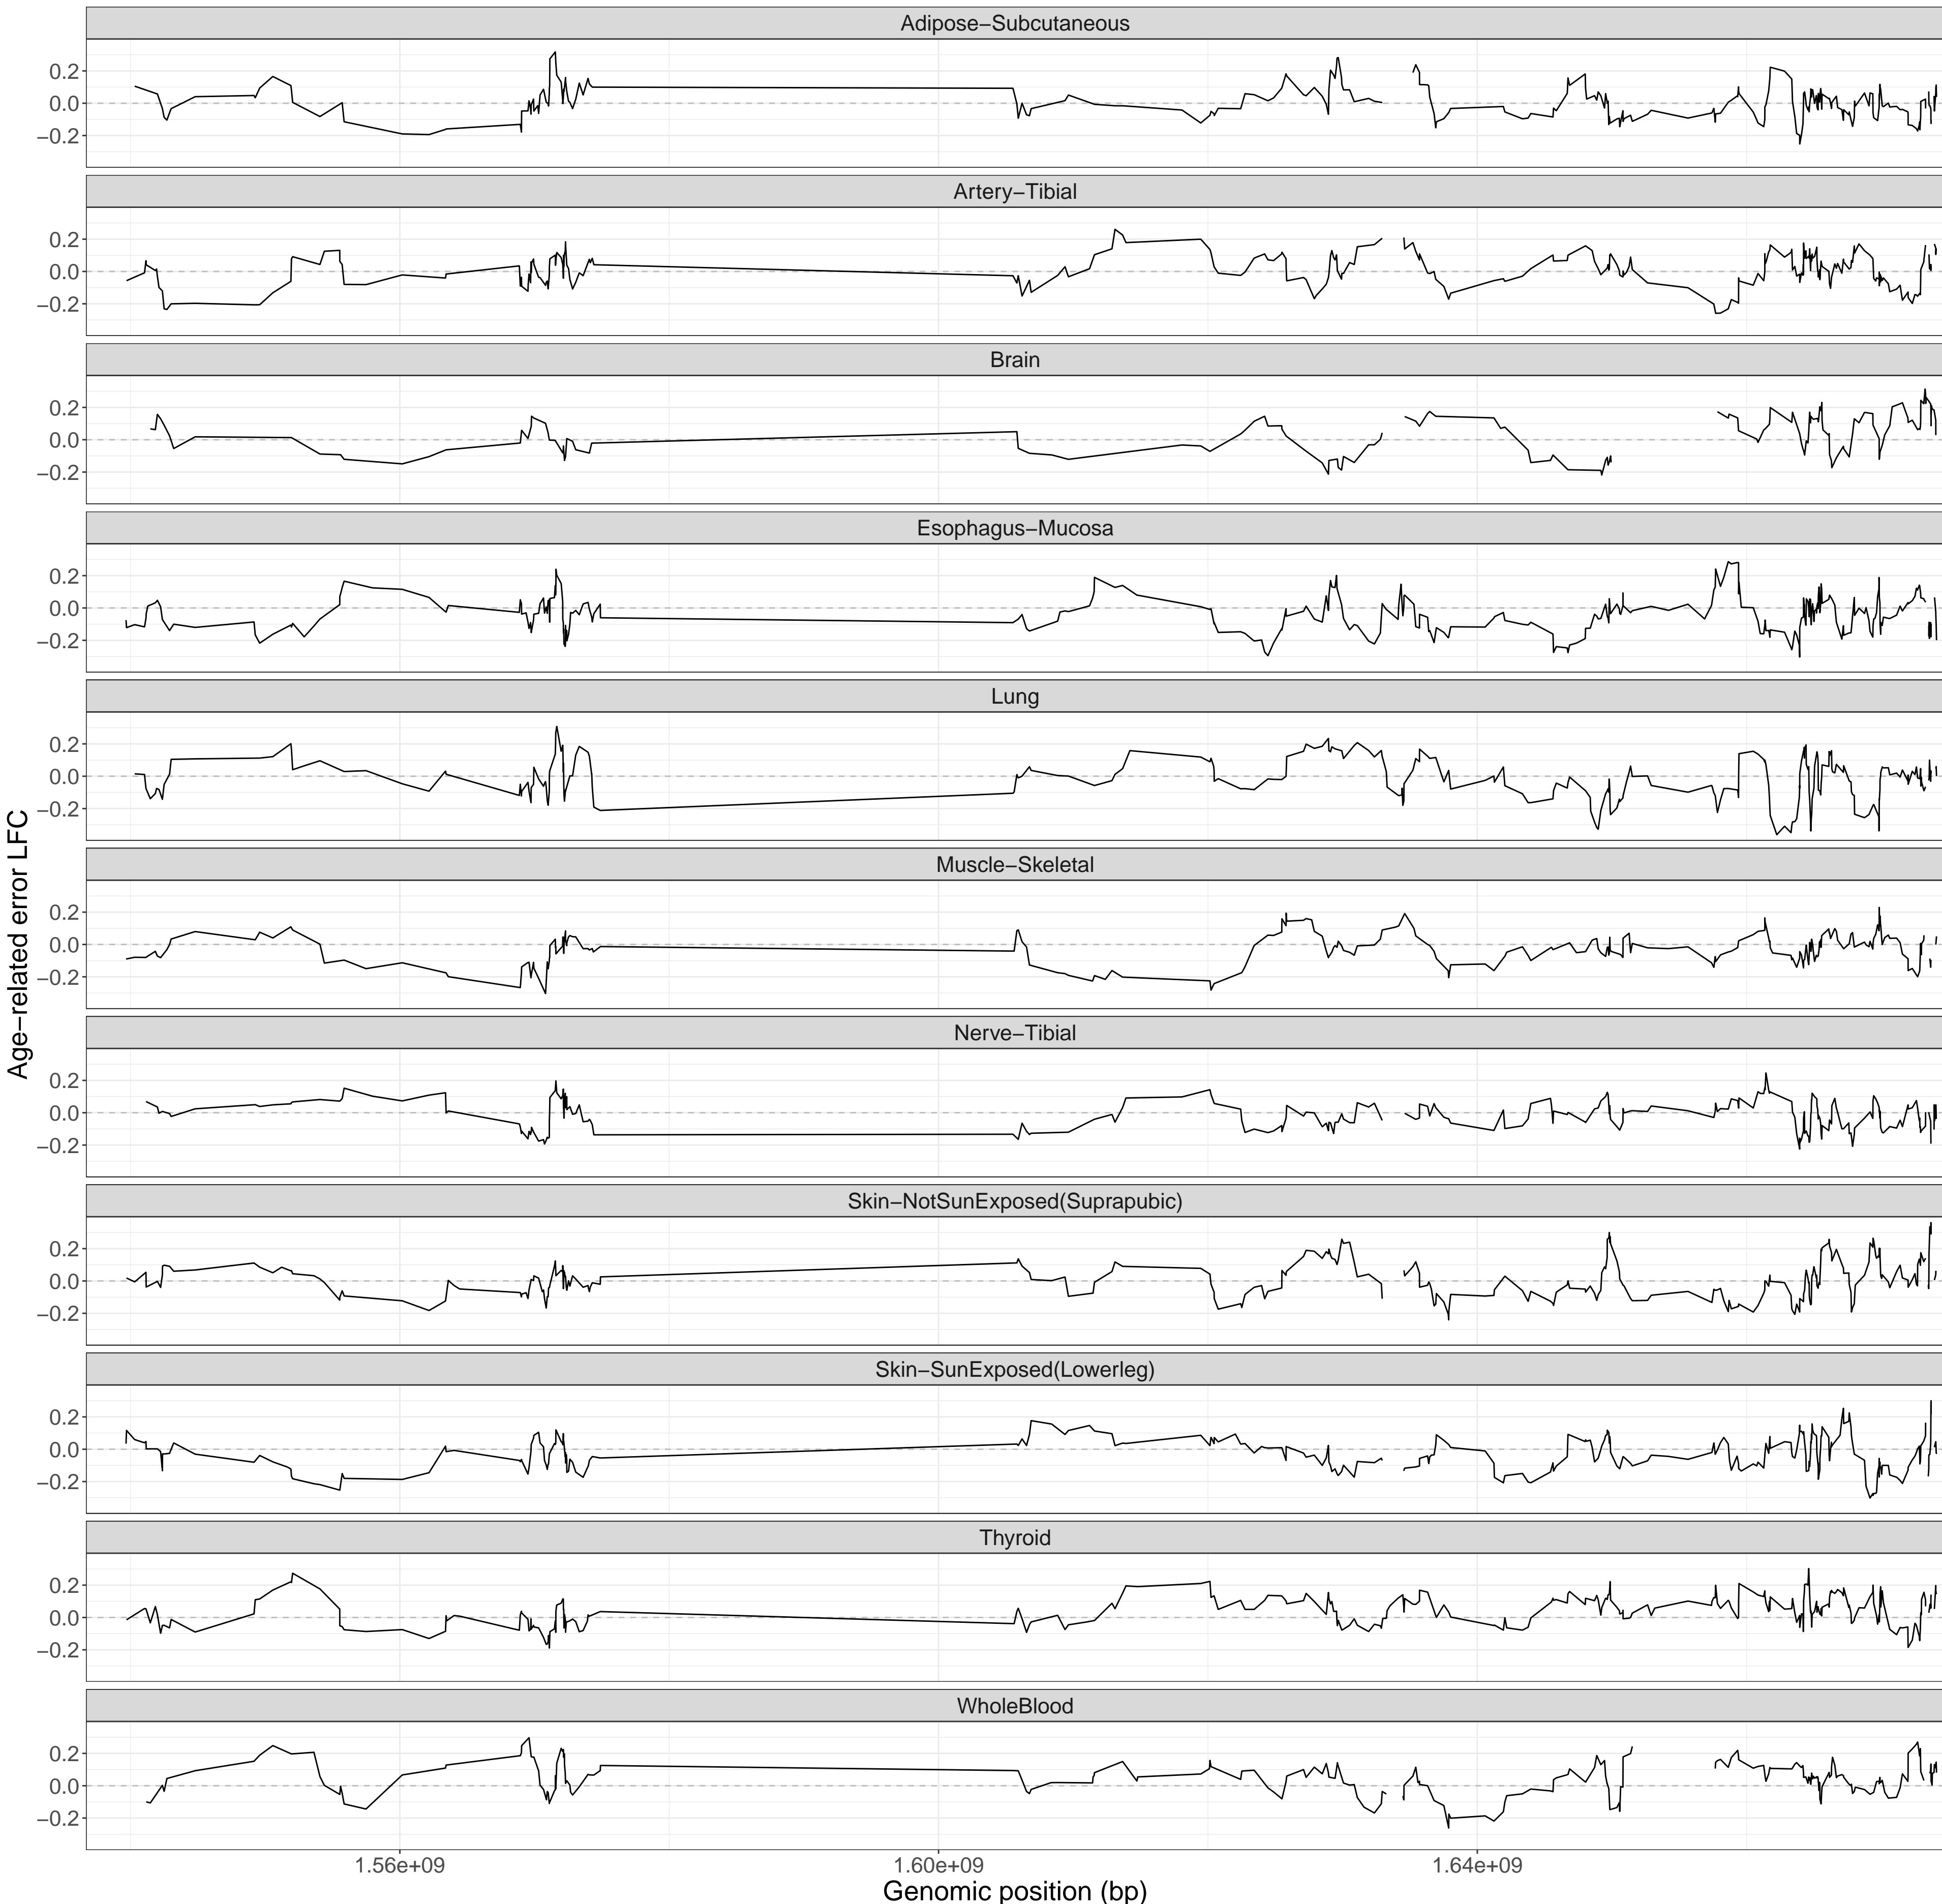 Adipose−Subcutaneous
0.2
0.0
−0.2
Artery−Tibial
0.2
0.0
−0.2
Brain
0.2
0.0
−0.2
Esophagus−Mucosa
0.2
0.0
−0.2
Lung
0.2
0.0
−0.2
Muscle−Skeletal
0.2
0.0
−0.2
Nerve−Tibial
0.2
0.0
−0.2
Skin−NotSunExposed(Suprapubic)
0.2
0.0
−0.2
Skin−SunExposed(Lowerleg)
0.2
0.0
−0.2
Thyroid
0.2
0.0
−0.2
WholeBlood
0.2
0.0
−0.2
Age−related error LFC
1.56e+09 1.60e+09 1.64e+09
Genomic position (bp)